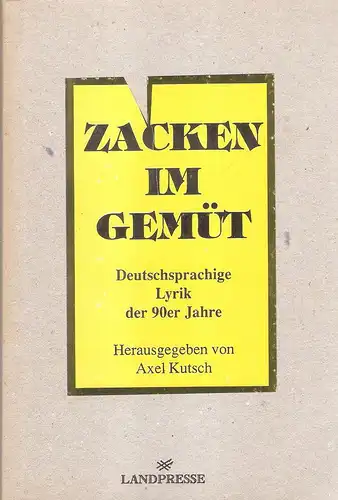 ZACKEN
IM
GEMÜT
Deutschsprachige
Lyrik
der 90er Jahre
Herausgegeben von
Axel Kutsch
LANDPRESSE